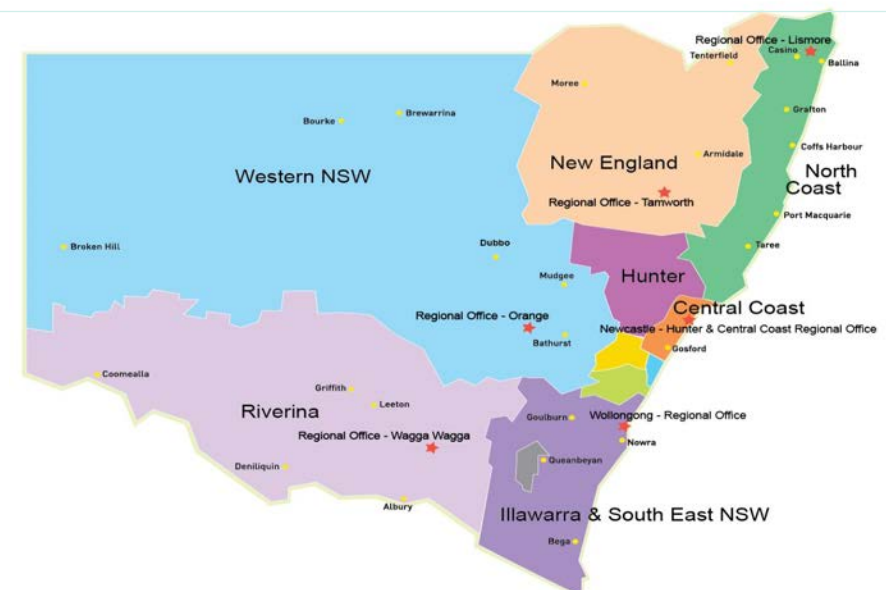 Regional Office - Lismore
Casino
Tenterfield
Ballina
Moree
Grafton
Brewarrina
Bourke
Coffs Harbour
Armidale
New England
North
Coast
Western NSW
Regional Office - Tamworth
Port Macquarie
Dubbo
Taree
Broken Hill
Mudgee
Hunter
Central Coast
Regional Office - Orange
Newcastle - Hunter & Central Coast Regional Office
Bathurst
Gosford
Coomealla
Griffith
Leeton
Riverina
Goulburn
Wollongong - Regional Office
Regional Office - Wagga Wagga
Nowra
Queanbeyan
Deniliquin
Albury
Illawarra & South East NSW
Bega